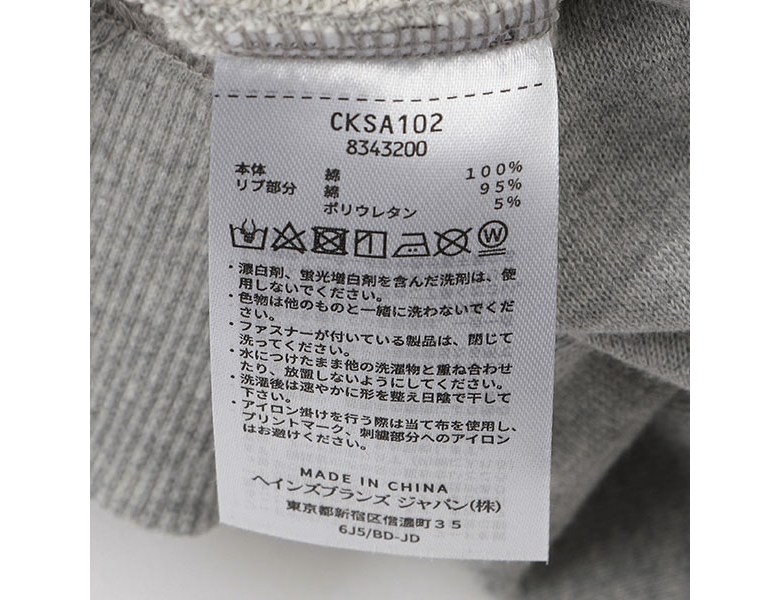 CKSA102
8343200
本体 綿 100%
リブ部分 綿 95%
ポリウレタン 5%
W
・漂白剤、蛍光増白剤を含んだ洗剤は、使
用しないでください。
・色物は他のものと一緒に洗わないでくだ
さい。
・ファスナーが付いている製品は、閉じて
洗ってください。
・水につけたまま他の洗濯物と重ね合わせ
たり、放置しないようにしてください。
・洗濯後は速やかに形を整え日陰で干して
下さい。
・アイロン掛けを行う際は当て布を使用し、
プリントマーク、刺繍部分へのアイロン
はお避けください。
MADE IN CHINA
ヘインズブランズ ジャパン(株)
東京都新宿区信濃町35
6J5/BD-JD